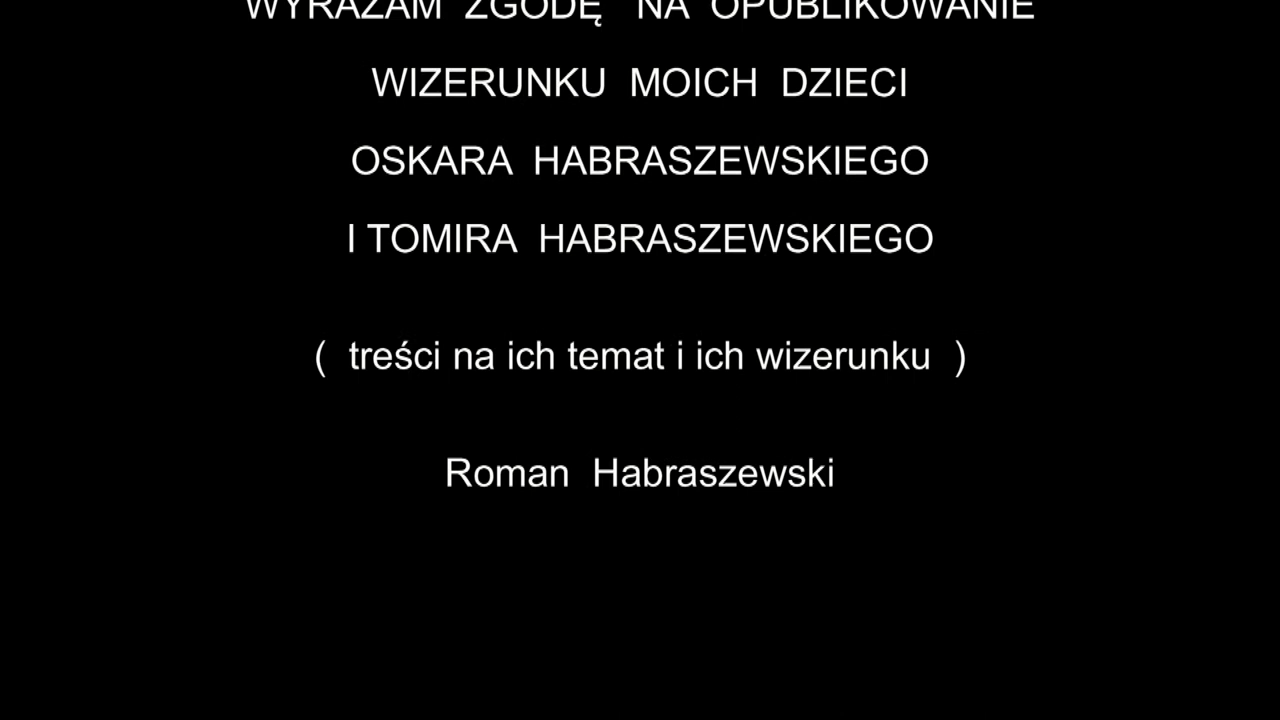 WYRAŻAM ZGODĘ NA OPUBLIKOWANIE
WIZERUNKU MOICH DZIECI
OSKARA HABRASZEWSKIEGO
I TOMIRA HABRASZEWSKIEGO
( treści na ich temat i ich wizerunku )
Roman Habraszewski